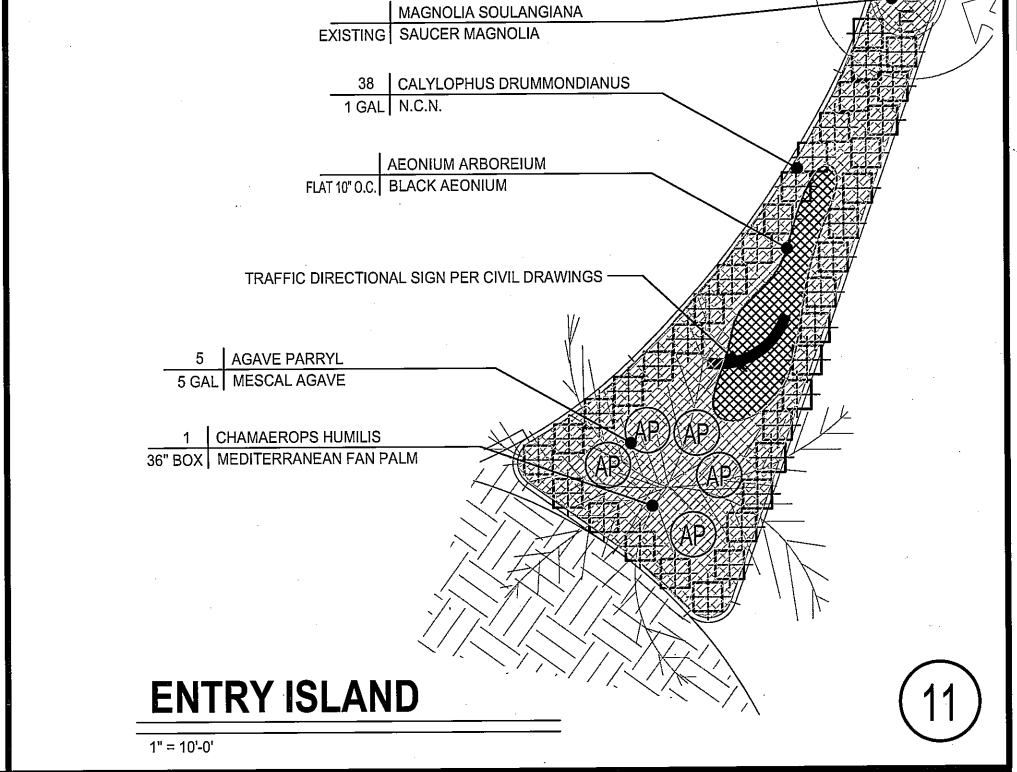 MAGNOLIA SOULANGIANA
EXISTING SAUCER MAGNOLIA
38 CALYLOPHUS DRUMMONDIANUS
1 GAL N.C.N.
AEONIUM ARBOREIUM
FLAT 10" O.C. BLACK AEONIUM
TRAFFIC DIRECTIONAL SIGN PER CIVIL DRAWINGS
5 AGAVE PARRYL
5 GAL MESCAL AGAVE
1 CHAMAEROPS HUMILIS
36" BOX MEDITERRANEAN FAN PALM
AP AP
AP AP
AP
ENTRY ISLAND
1" = 10'-0'
11